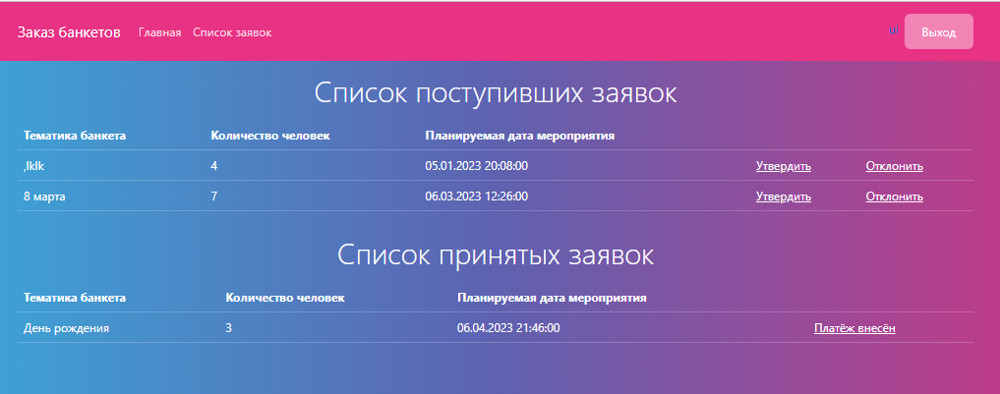 Заказ банкетов Главная Список заявок ui Выход
Список поступивших заявок
Тематика банкета Количество человек Планируемая дата мероприятия
,lklk 4 05.01.2023 20:08:00 Утвердить Отклонить
8 марта 7 06.03.2023 12:26:00 Утвердить Отклонить
Список принятых заявок
Тематика банкета Количество человек Планируемая дата мероприятия
День рождения 3 06.04.2023 21:46:00 Платёж внесён